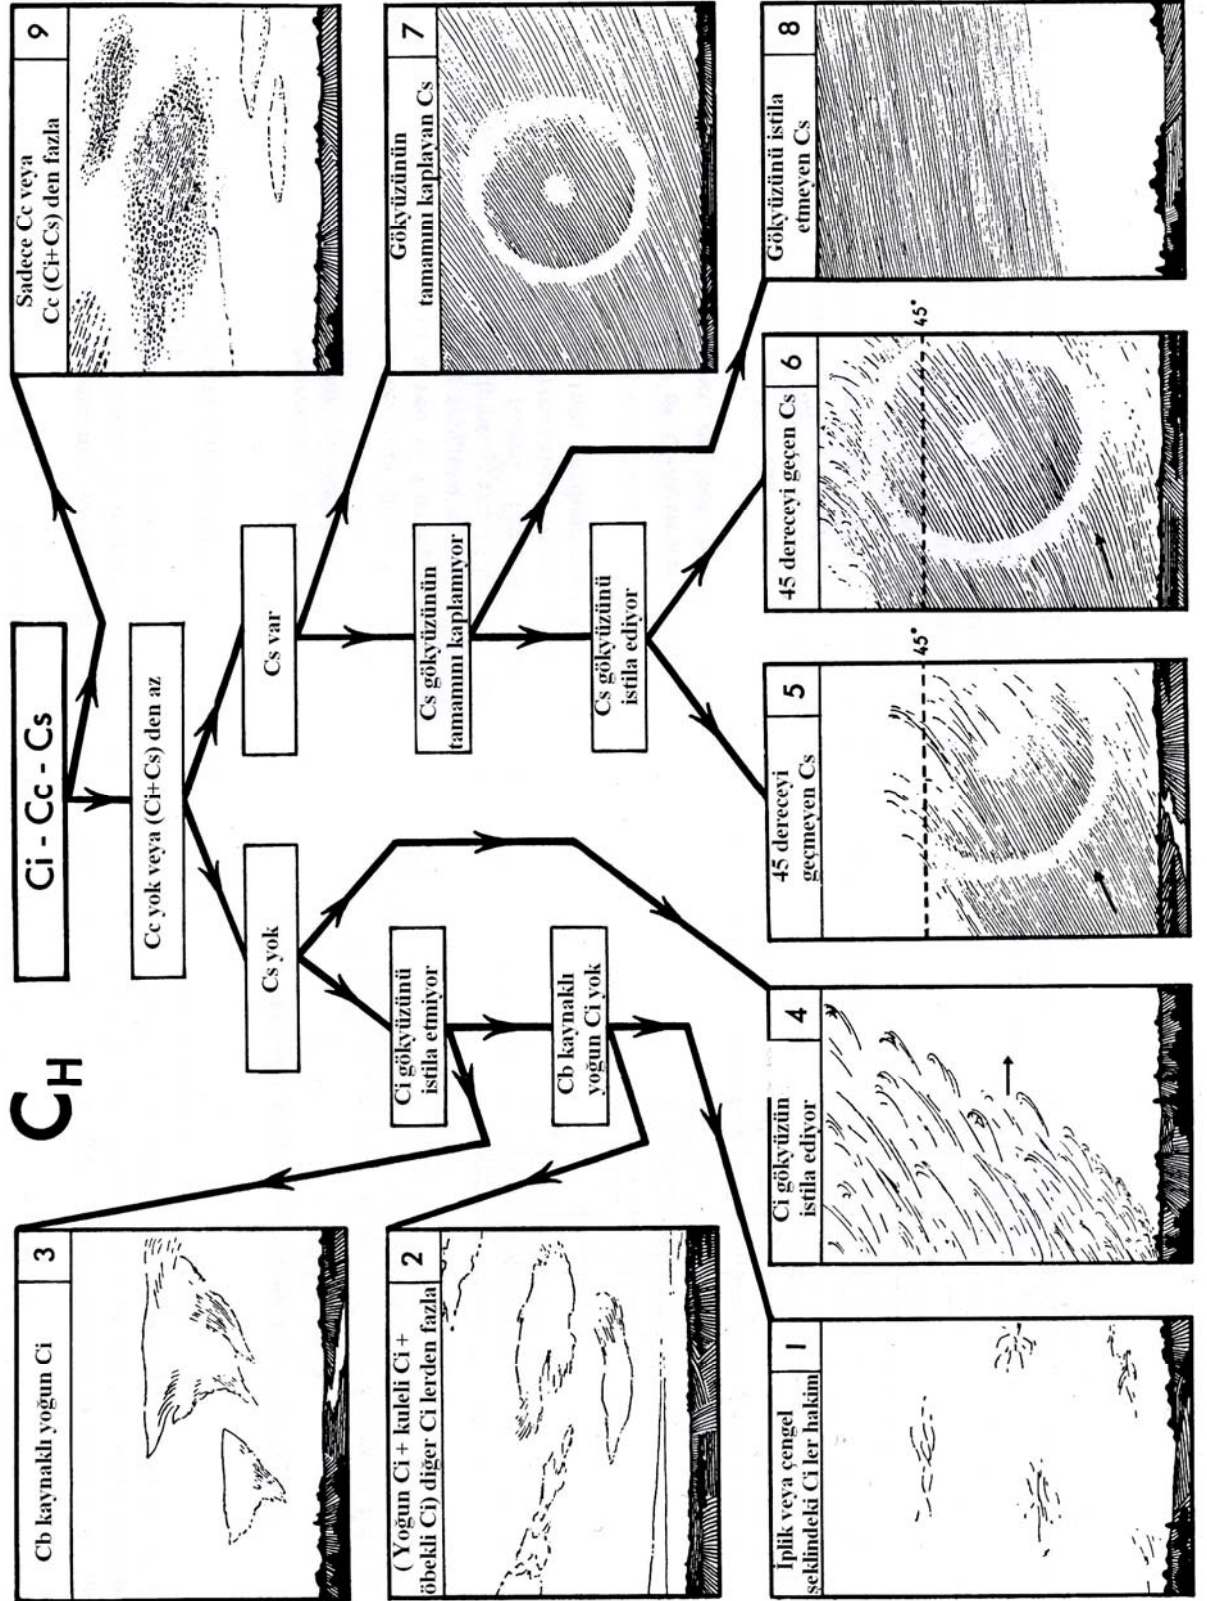 C_H
Ci - Cc - Cs
Cc yok veya (Ci+Cs) den az
Cs yok
Cs var
Ci gökyüzünü
istila etmiyor
Cb kaynaklı
yoğun Ci yok
Cs gökyüzünün
tamamını kaplamıyor
Cs gökyüzünü
istila ediyor
Cb kaynaklı yoğun Ci
3
( Yoğun Ci + kuleli Ci +
öbekli Ci) diğer Ci lerden fazla
2
İplik veya çengel
şeklindeki Ci ler hakim
1
Ci gökyüzün
istila ediyor
4
45 dereceyi
geçmeyen Cs
5
45°
45 dereceyi geçen Cs
6
45°
Sadece Cc veya
Cc (Ci+Cs) den fazla
9
Gökyüzünün
tamamını kaplayan Cs
7
Gökyüzünü istila
etmeyen Cs
8